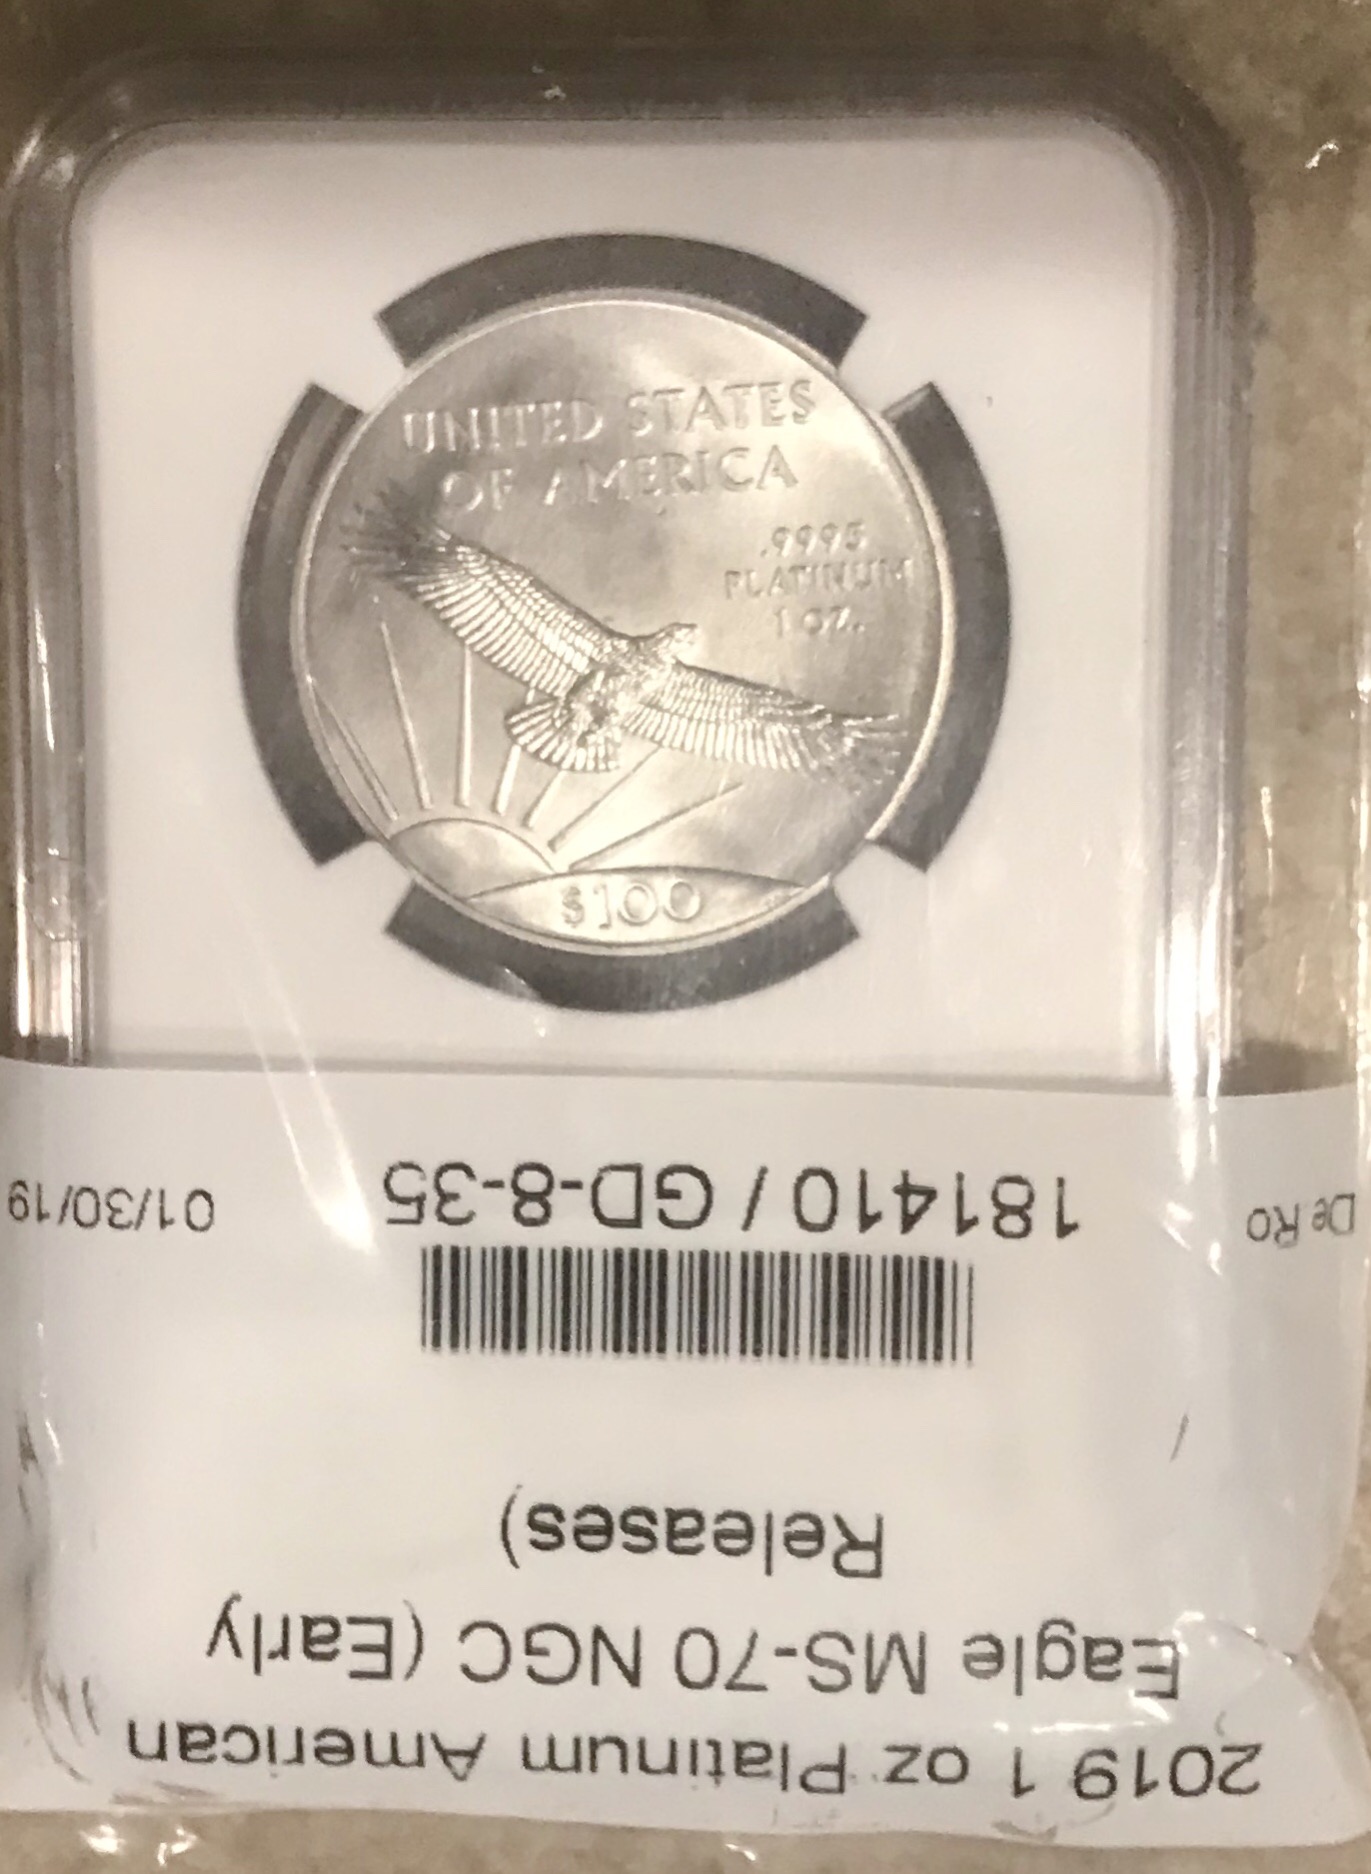 UNITED STATES
OF AMERICA
.9995
PLATINUM
1 OZ.
$100
2019 1 oz Platinum American
Eagle MS-70 NGC (Early
Releases)
De Ro 181410 / GD-8-35 01/30/19